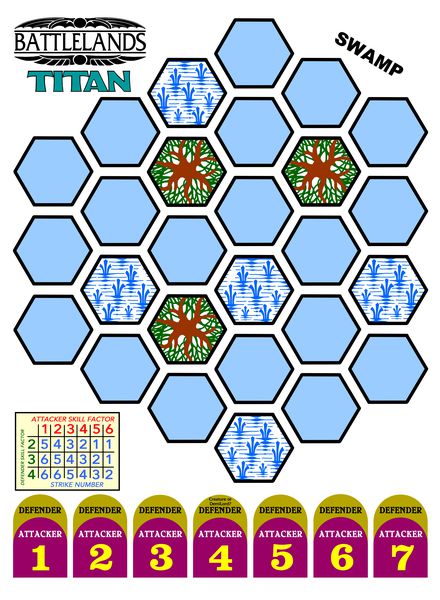 BATTLELANDS
TITAN
SWAMP
ATTACKER SKILL FACTOR
1 2 3 4 5 6
DEFENDER SKILL FACTOR
2 5 4 3 2 1 1
3 6 5 4 3 2 1
4 6 6 5 4 3 2
STRIKE NUMBER
DEFENDER
ATTACKER
1
DEFENDER
ATTACKER
2
DEFENDER
ATTACKER
3
Creature or
DemiLord?
DEFENDER
ATTACKER
4
DEFENDER
ATTACKER
5
DEFENDER
ATTACKER
6
DEFENDER
ATTACKER
7